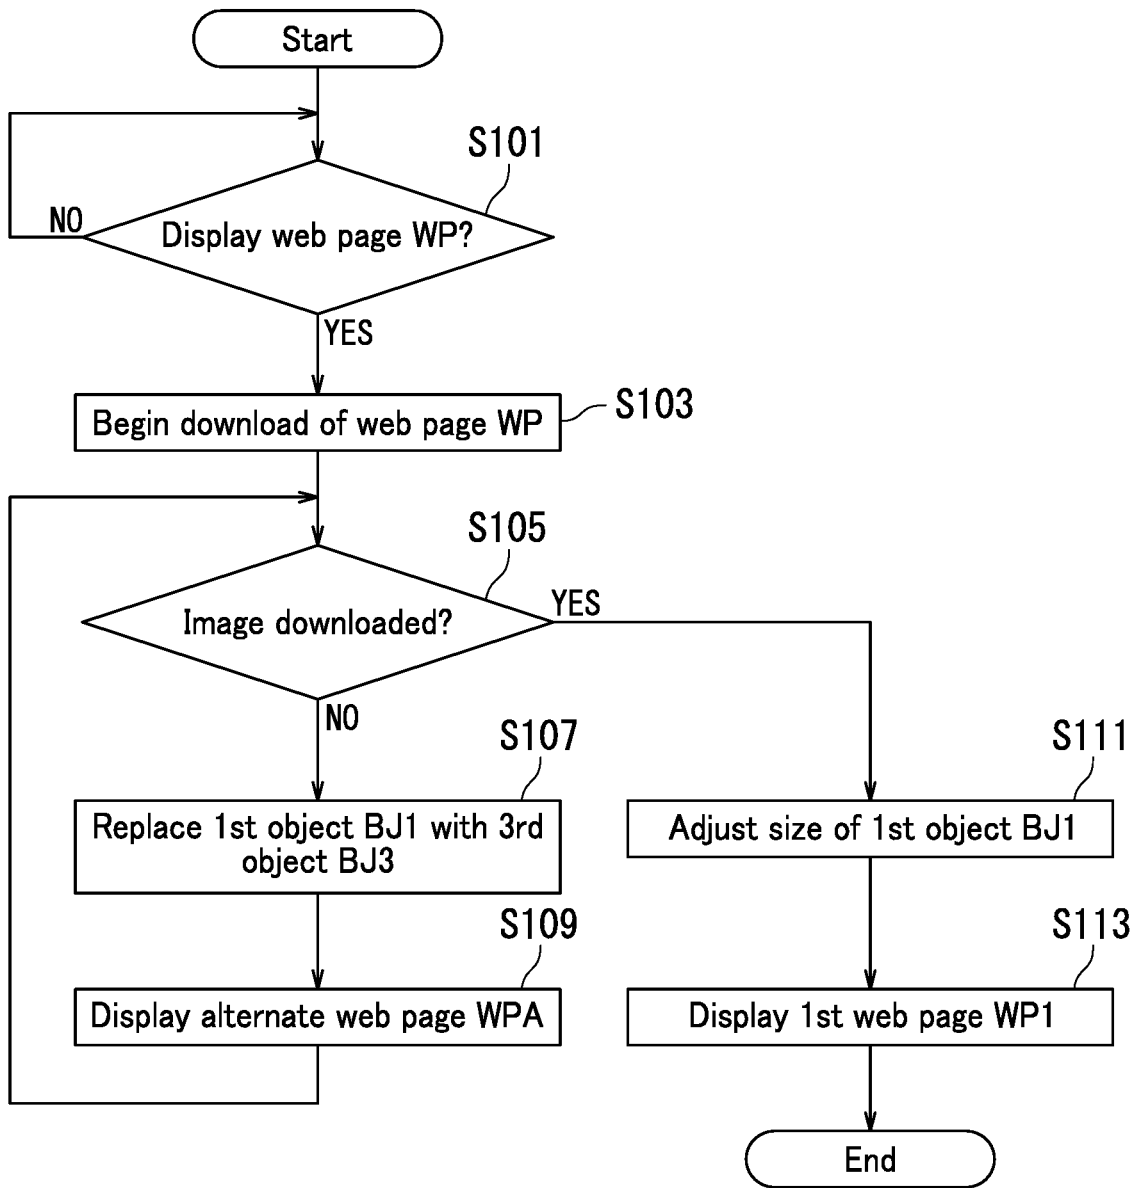 Start
S101
NO
Display web page WP?
YES
Begin download of web page WP
S103
S105
Image downloaded?
YES
NO
S107
Replace 1st object BJ1 with 3rd
object BJ3
S111
Adjust size of 1st object BJ1
S109
Display alternate web page WPA
S113
Display 1st web page WP1
End